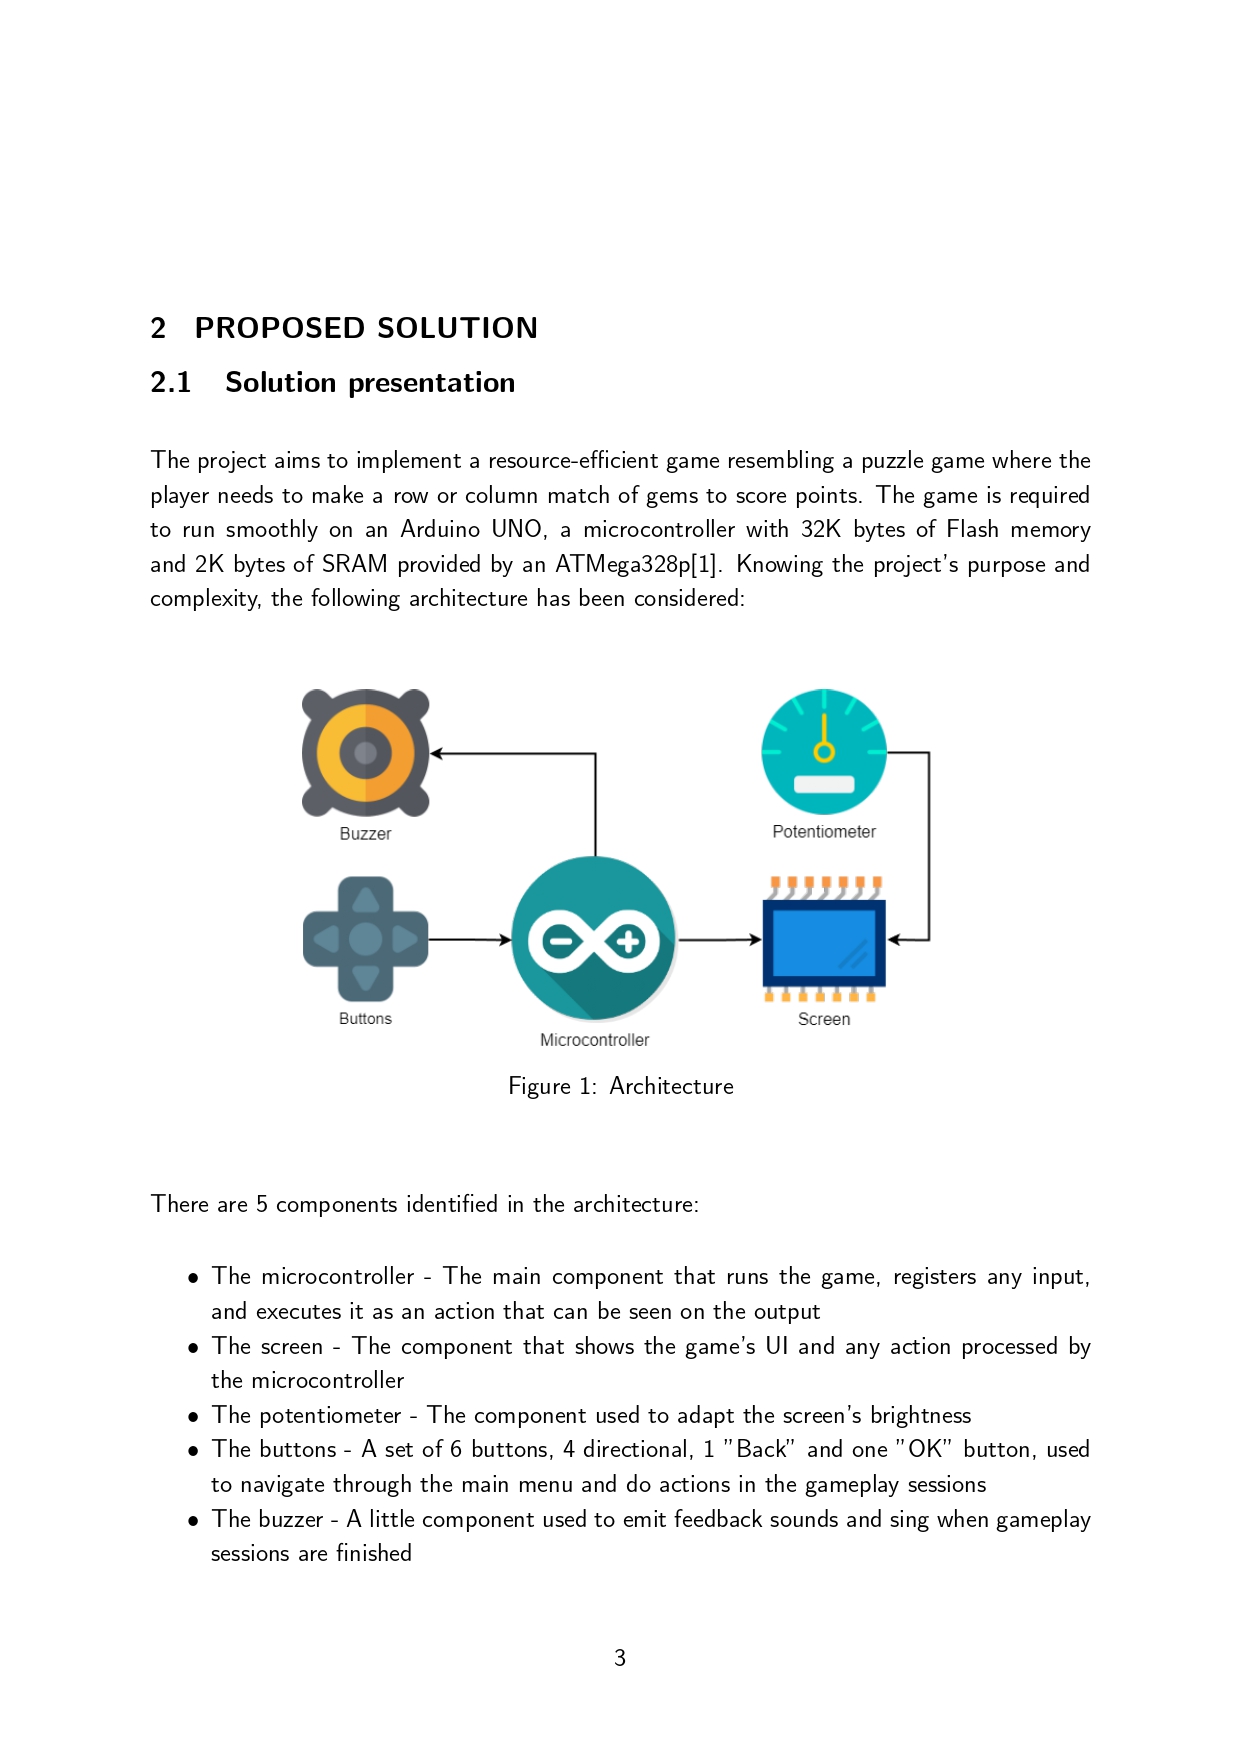 2 PROPOSED SOLUTION
2.1 Solution presentation
The project aims to implement a resource-efficient game resembling a puzzle game where the
player needs to make a row or column match of gems to score points. The game is required
to run smoothly on an Arduino UNO, a microcontroller with 32K bytes of Flash memory
and 2K bytes of SRAM provided by an ATMega328p[1]. Knowing the project's purpose and
complexity, the following architecture has been considered:
Buzzer
Potentiometer
Buttons
Microcontroller
Screen
Figure 1: Architecture
There are 5 components identified in the architecture:
• The microcontroller - The main component that runs the game, registers any input,
and executes it as an action that can be seen on the output
• The screen - The component that shows the game's UI and any action processed by
the microcontroller
• The potentiometer - The component used to adapt the screen's brightness
• The buttons - A set of 6 buttons, 4 directional, 1 "Back" and one "OK" button, used
to navigate through the main menu and do actions in the gameplay sessions
• The buzzer - A little component used to emit feedback sounds and sing when gameplay
sessions are finished
3